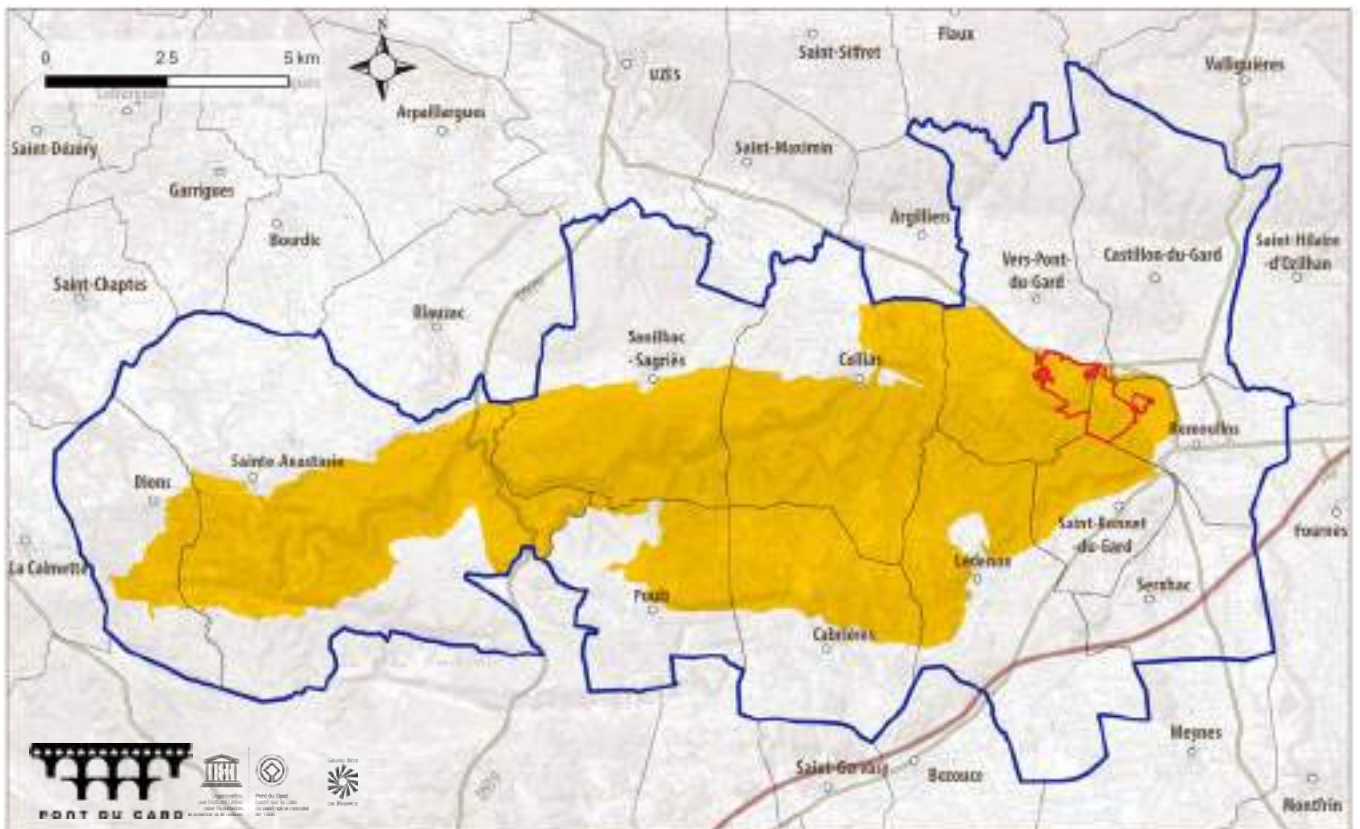 0 2.5 5 km
N
Flaux
Saint-Siffret
UZÈS
Valliguières
Arpaillargues
Saint-Dézéry
Saint-Maximin
Garrigues
Argilliers
Bourdic
Vers-Pont-
du-Gard
Castillon-du-Gard
Saint-Hilaire
-d'Ozilhan
Saint-Chaptes
Blauzac
Sanilhac
-Sagriès
Collias
Remoulins
Sainte-Anastasie
Dions
Saint-Bonnet
-du-Gard
Fournès
La Calmette
Lédenon
Sernhac
Poulx
Cabrières
Meynes
Saint-Gervasy
Bezouce
Montfrin
PONT DU GARD